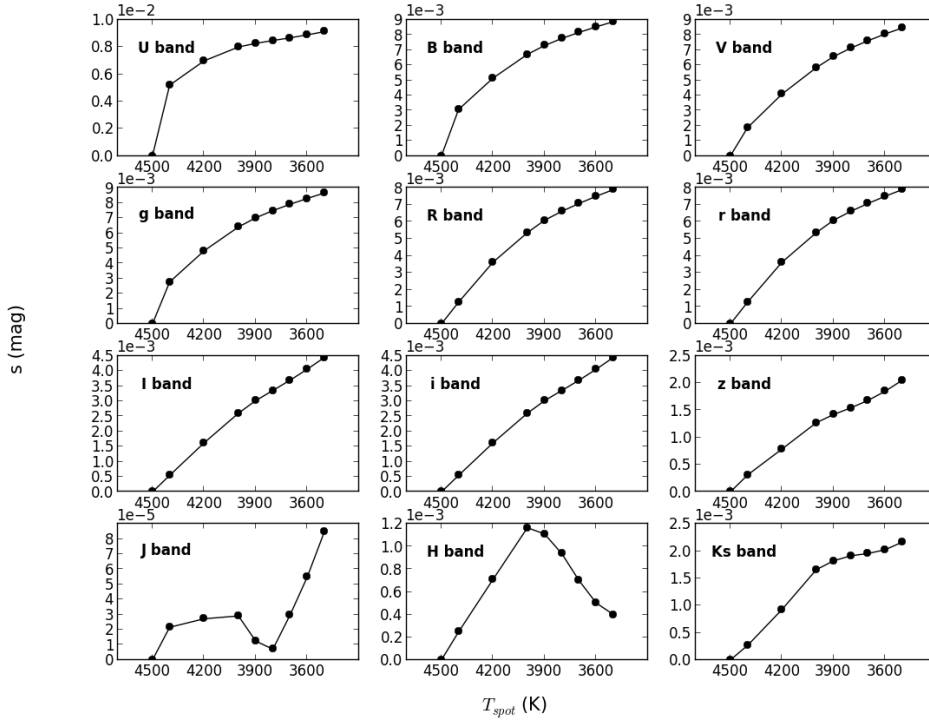 1e−2
1.0
0.8
0.6
0.4
0.2
0.0
U band
4500 4200 3900 3600
1e−3
9
8
7
6
5
4
3
2
1
0
B band
4500 4200 3900 3600
1e−3
9
8
7
6
5
4
3
2
1
0
V band
4500 4200 3900 3600
1e−3
9
8
7
6
5
4
3
2
1
0
g band
4500 4200 3900 3600
1e−3
8
7
6
5
4
3
2
1
0
R band
4500 4200 3900 3600
1e−3
8
7
6
5
4
3
2
1
0
r band
4500 4200 3900 3600
s (mag)
1e−3
4.5
4.0
3.5
3.0
2.5
2.0
1.5
1.0
0.5
0.0
I band
4500 4200 3900 3600
1e−3
4.5
4.0
3.5
3.0
2.5
2.0
1.5
1.0
0.5
0.0
i band
4500 4200 3900 3600
1e−3
2.5
2.0
1.5
1.0
0.5
0.0
z band
4500 4200 3900 3600
1e−5
8
7
6
5
4
3
2
1
0
J band
4500 4200 3900 3600
1e−3
1.2
1.0
0.8
0.6
0.4
0.2
0.0
H band
4500 4200 3900 3600
1e−3
2.5
2.0
1.5
1.0
0.5
0.0
Ks band
4500 4200 3900 3600
T_spot (K)